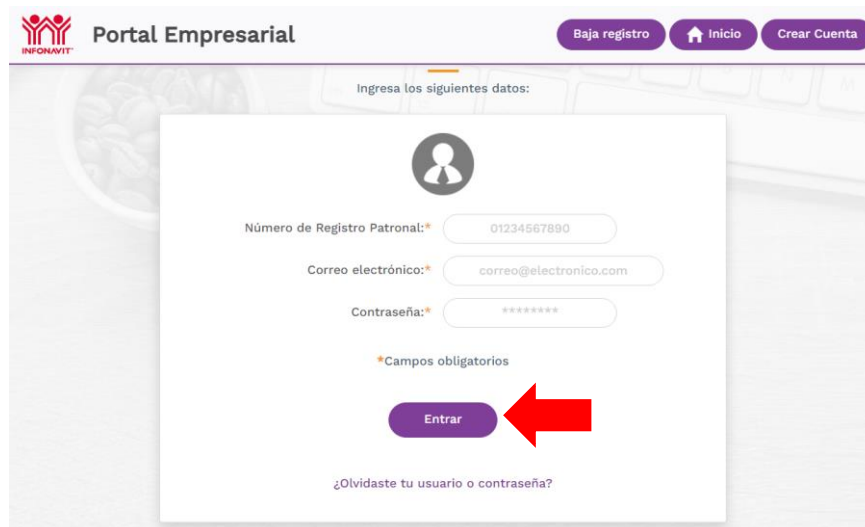 INFONAVIT
Portal Empresarial
Baja registro
Inicio
Crear Cuenta
Ingresa los siguientes datos:
Número de Registro Patronal:* 01234567890
Correo electrónico:* correo@electronico.com
Contraseña:* ********
*Campos obligatorios
Entrar
¿Olvidaste tu usuario o contraseña?